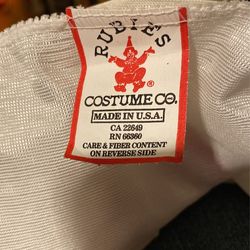 RUBIE'S
®
COSTUME CO.
MADE IN U.S.A.
CA 22649
RN 66360
CARE & FIBER CONTENT
ON REVERSE SIDE